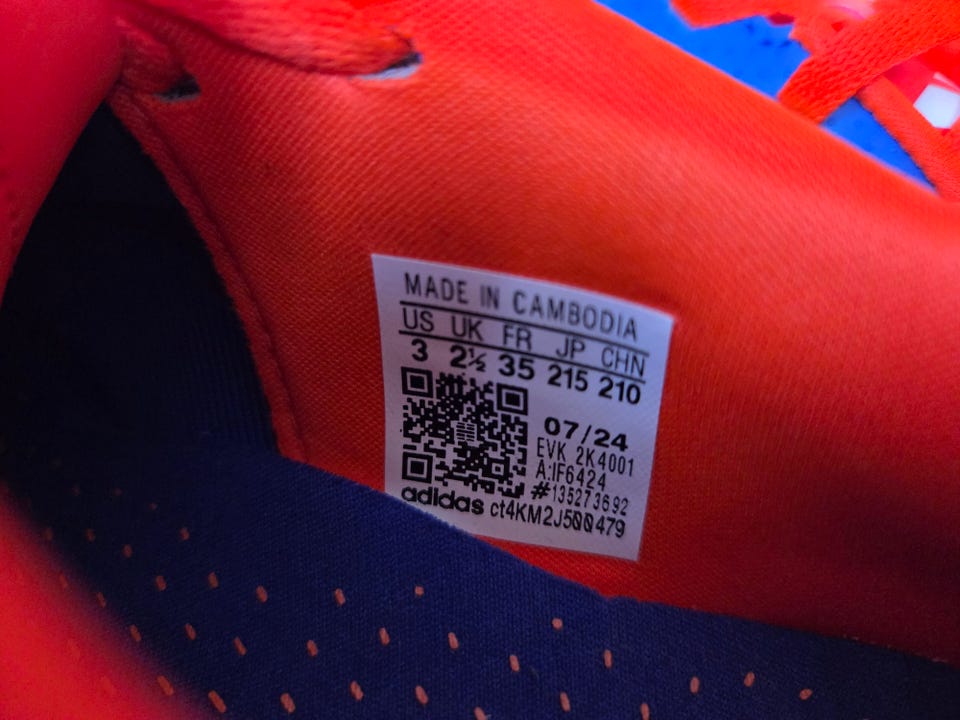 MADE IN CAMBODIA
US UK FR JP CHN
3 2½ 35 215 210
07/24
EVK 2K4001
A:IF6424
#135273692
adidas ct4KM2J5QQ479